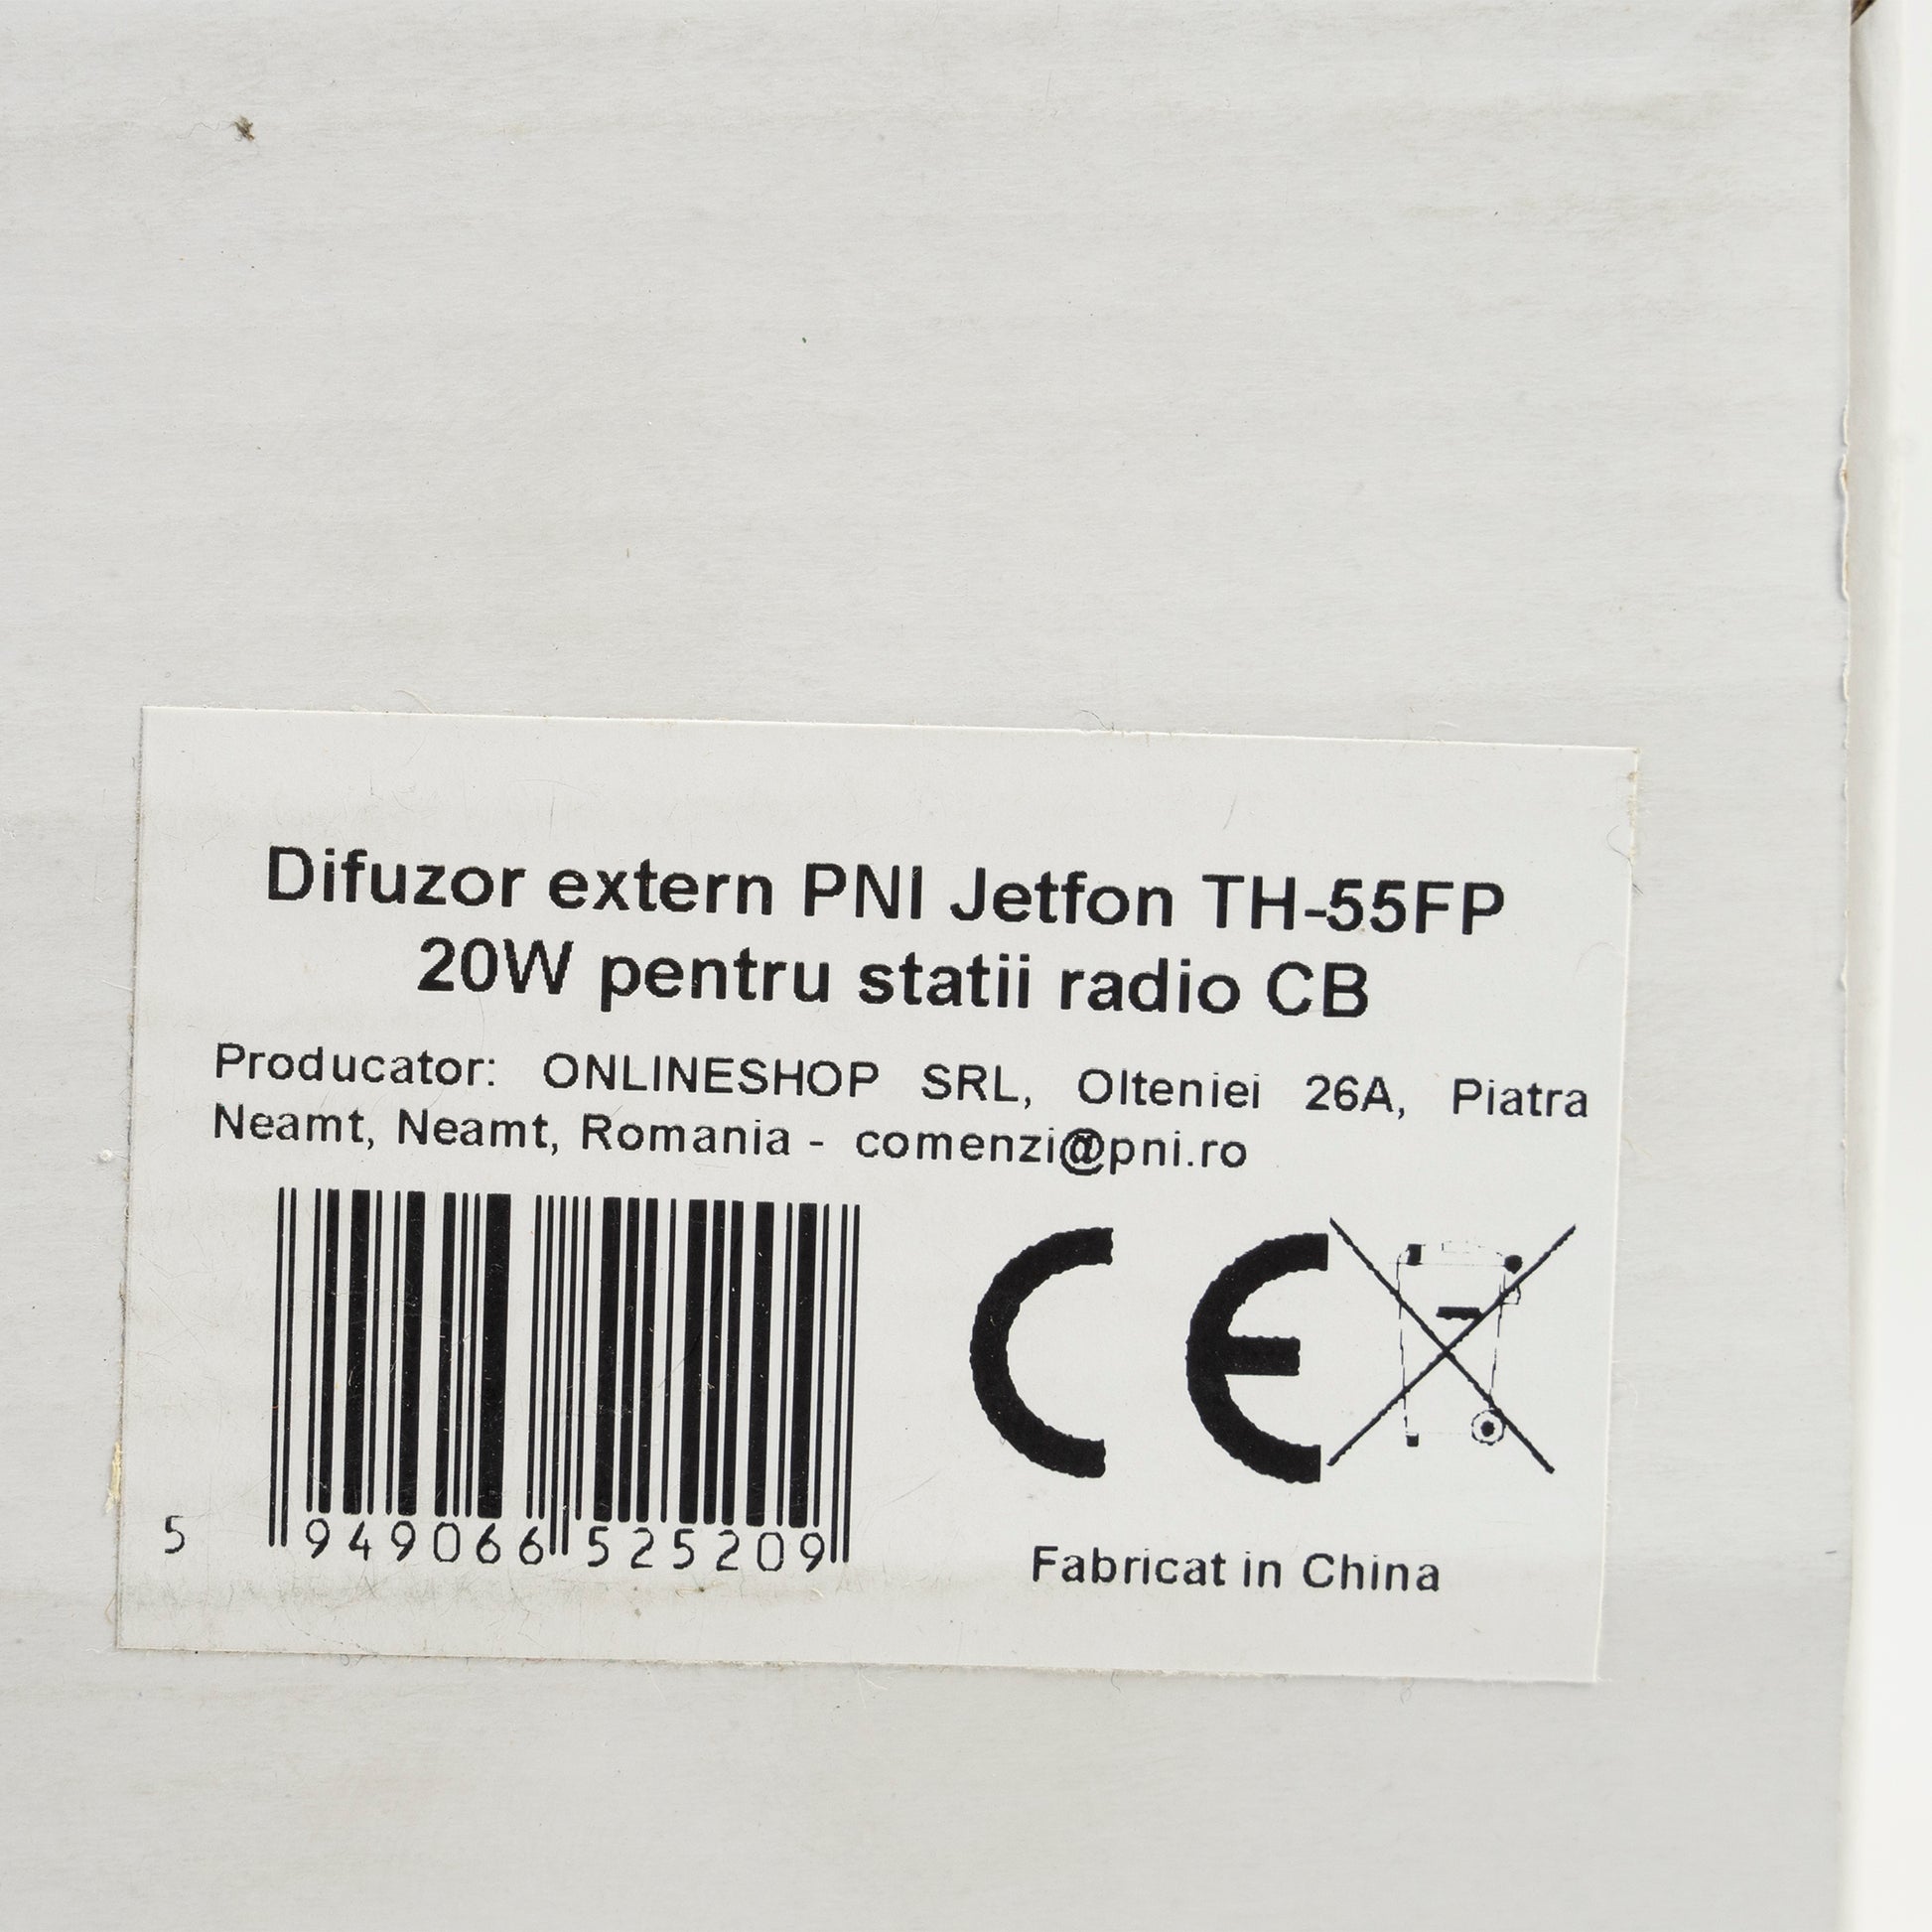 Difuzor extern PNI Jetfon TH-55FP
20W pentru statii radio CB
Producator: ONLINESHOP SRL, Olteniei 26A, Piatra
Neamt, Neamt, Romania - comenzi@pni.ro
CE
5 949066 525209
Fabricat in China